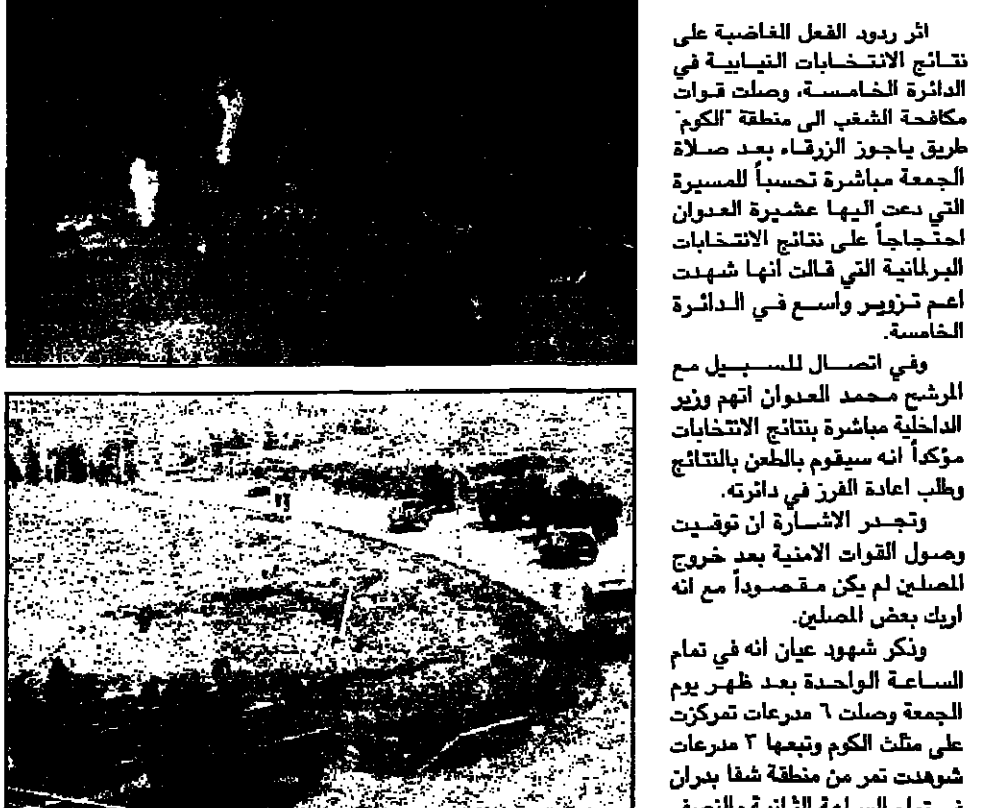 اثر ردود الفعل الغاضبة على
نتائج الانتخابات النيابية في
الدائرة الخامسة، وصلت قوات
مكافحة الشغب الى منطقة "الكوم"
طريق ياجوز الزرقاء بعد صلاة
الجمعة مباشرة تحسباً للمسيرة
التي دعت اليها عشيرة العدوان
احتجاجاً على نتائج الانتخابات
البرلمانية التي قالت انها شهدت
اعم تزوير واسع في الدائرة
الخامسة.
وفي اتصال للسبيل مع
المرشح محمد العدوان اتهم وزير
الداخلية مباشرة بنتائج الانتخابات
مؤكداً انه سيقوم بالطعن بالنتائج
وطلب اعادة الفرز في دائرته.
وتجدر الاشارة ان توقيت
وصول القوات الامنية بعد خروج
المصلين لم يكن مقصوداً مع انه
اربك بعض المصلين.
وذكر شهود عيان انه في تمام
الساعة الواحدة بعد ظهر يوم
الجمعة وصلت ٦ مدرعات تمركزت
على مثلث الكوم وتبعها ٣ مدرعات
شوهدت تمر من منطقة شفا بدران
في تمام الساعة الثانية والنصف